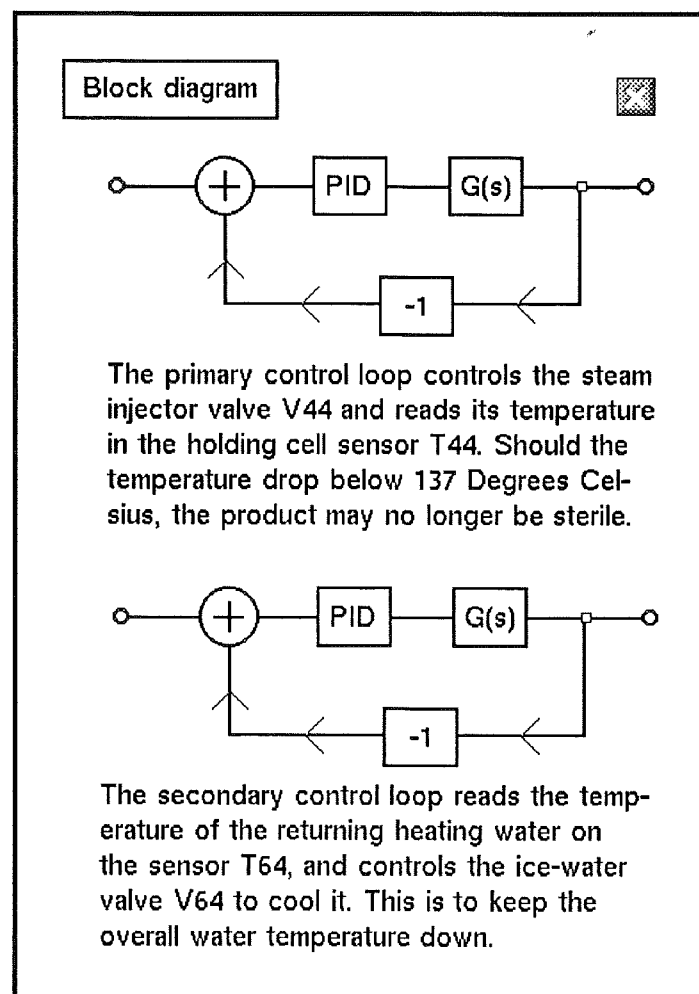 Block diagram
+ PID G(s)
-1
The primary control loop controls the steam
injector valve V44 and reads its temperature
in the holding cell sensor T44. Should the
temperature drop below 137 Degrees Cel-
sius, the product may no longer be sterile.
+ PID G(s)
-1
The secondary control loop reads the temp-
erature of the returning heating water on
the sensor T64, and controls the ice-water
valve V64 to cool it. This is to keep the
overall water temperature down.